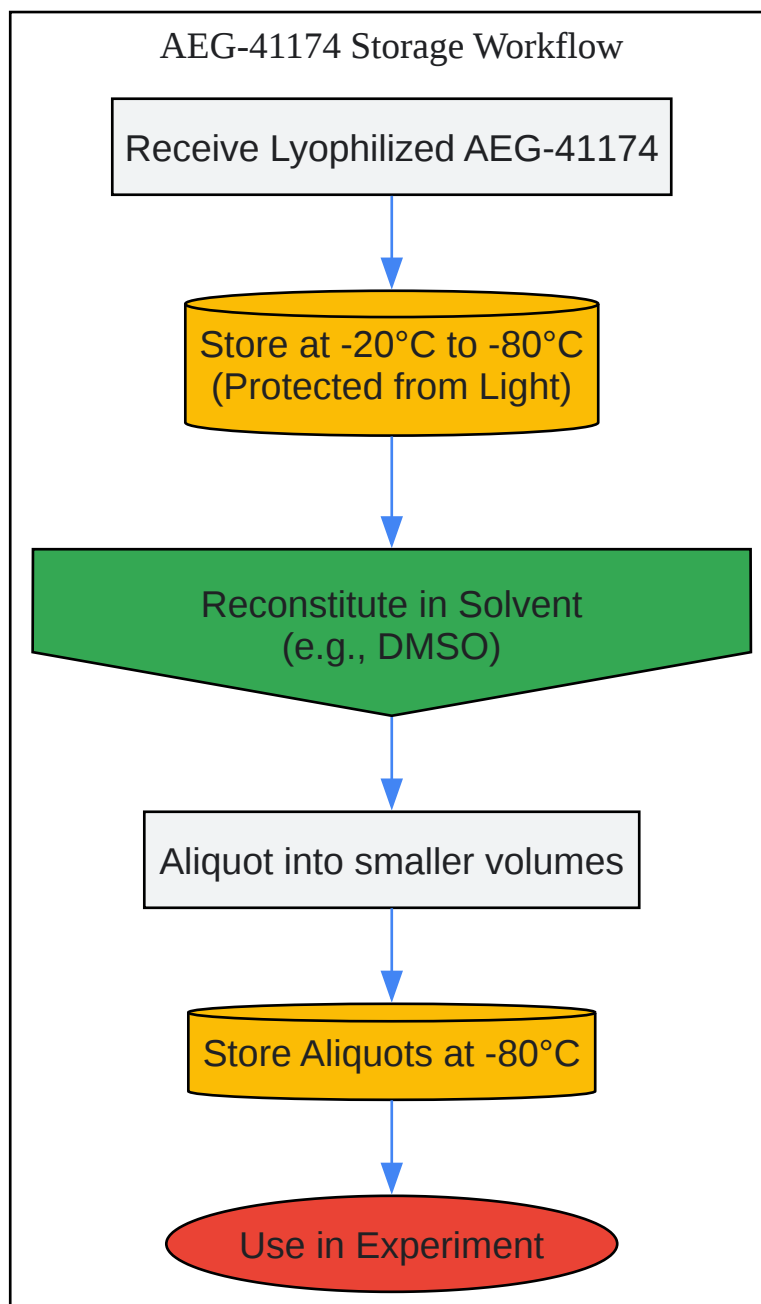 AEG-41174 Storage Workflow
Receive Lyophilized AEG-41174
Store at -20°C to -80°C
(Protected from Light)
Reconstitute in Solvent
(e.g., DMSO)
Aliquot into smaller volumes
Store Aliquots at -80°C
Use in Experiment